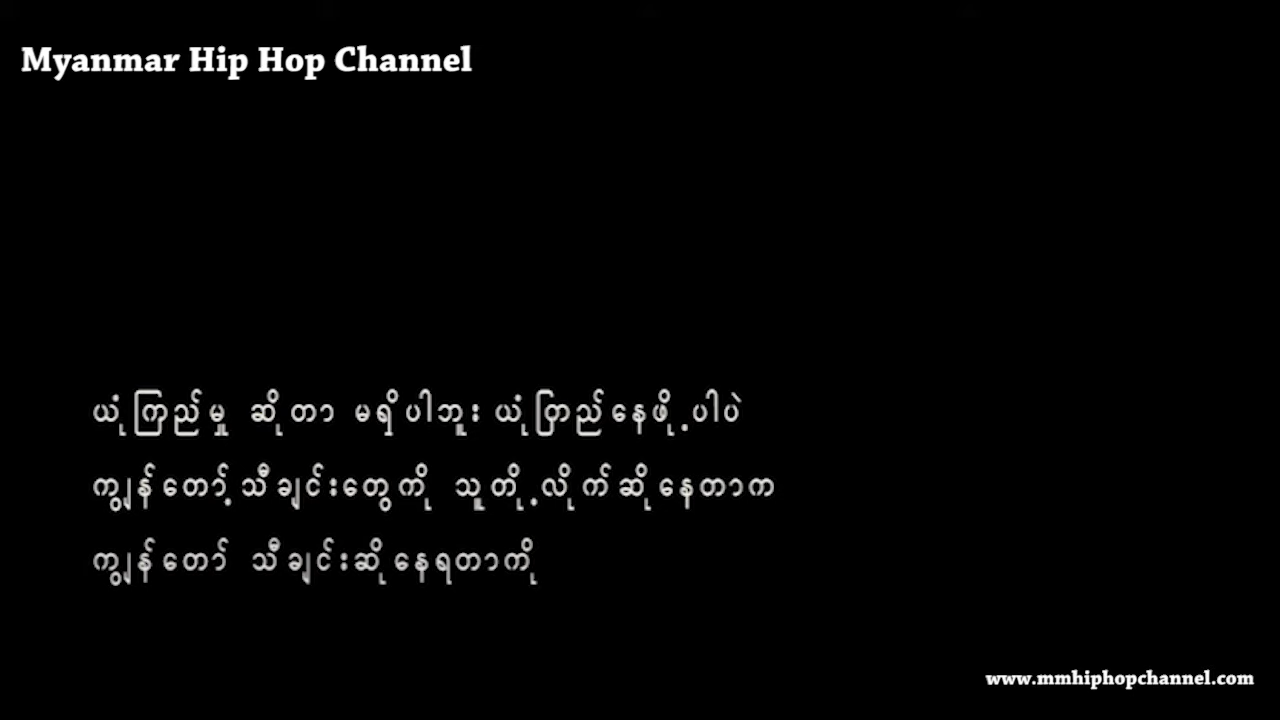 Myanmar Hip Hop Channel
ယုံကြည်မှု ဆိုတာ မရှိပါဘူး ယုံကြည်နေဖို့ပါပဲ
ကျွန်တော့်သီချင်းတွေကို သူတို့လိုက်ဆိုနေတာက
ကျွန်တော် သီချင်းဆိုနေရတာကို
www.mmhiphopchannel.com